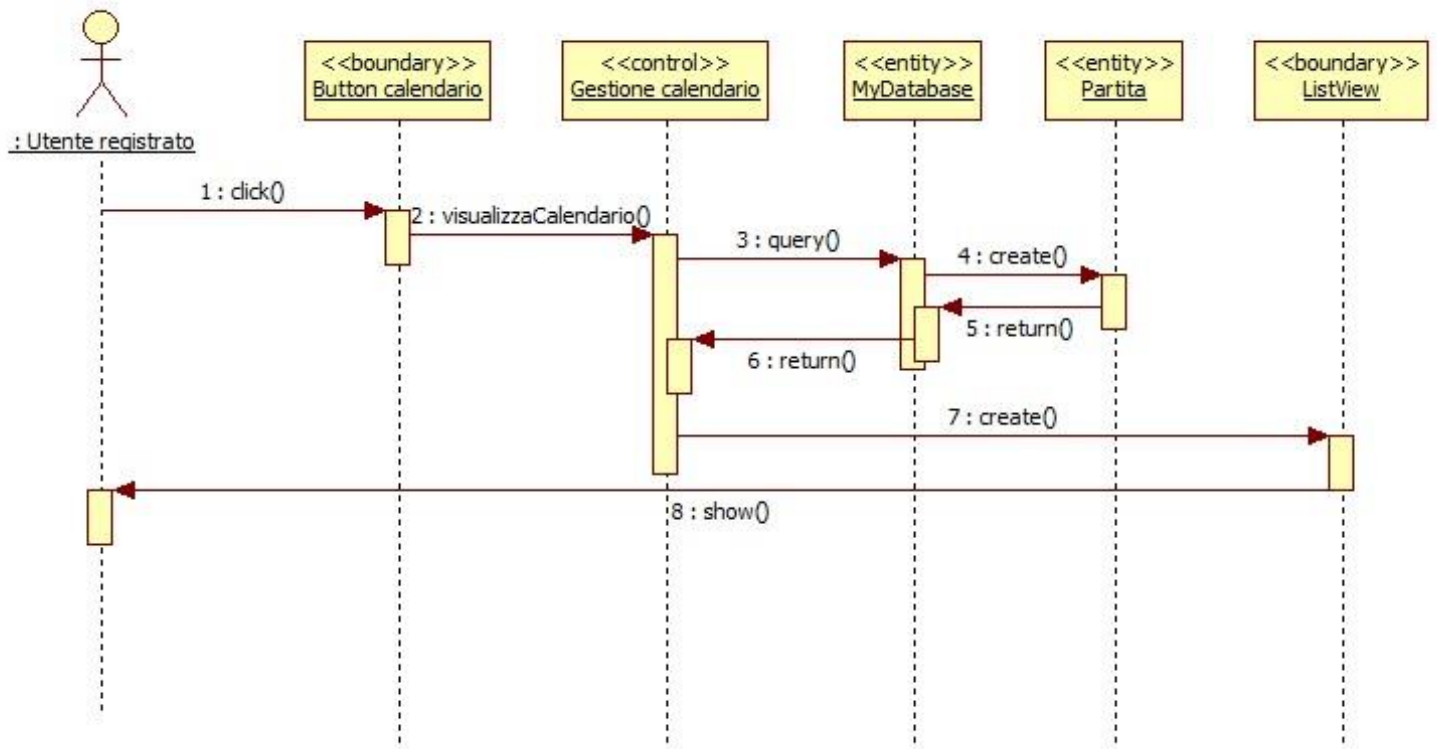 <<boundary>>
Button calendario
<<control>>
Gestione calendario
<<entity>>
MyDatabase
<<entity>>
Partita
<<boundary>>
ListView
: Utente registrato
1 : click()
2 : visualizzaCalendario()
3 : query()
4 : create()
5 : return()
6 : return()
7 : create()
8 : show()